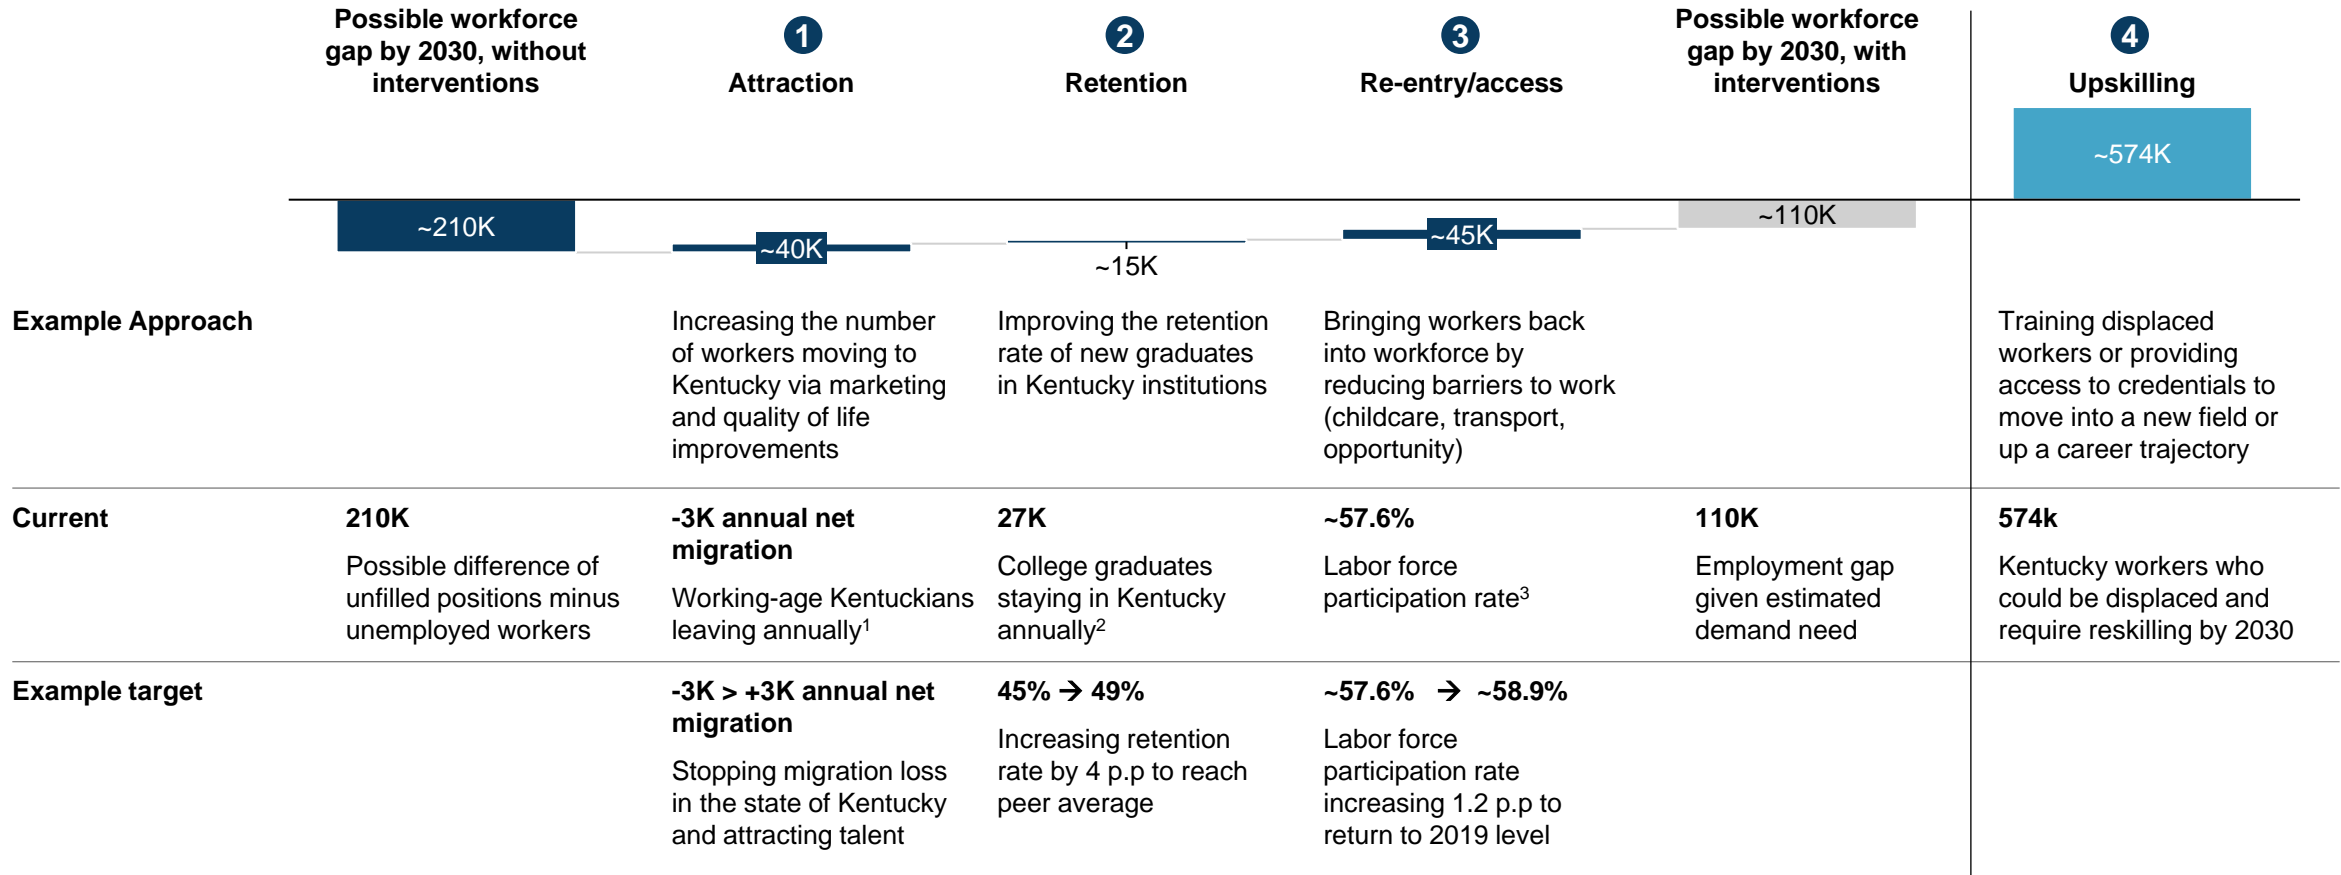 Possible workforce
gap by 2030, without
interventions
1
Attraction
2
Retention
3
Re-entry/access
Possible workforce
gap by 2030, with
interventions
4
Upskilling
~210K
~40K
~15K
~45K
~110K
~574K
Example Approach
Increasing the number
of workers moving to
Kentucky via marketing
and quality of life
improvements
Improving the retention
rate of new graduates
in Kentucky institutions
Bringing workers back
into workforce by
reducing barriers to work
(childcare, transport,
opportunity)
Training displaced
workers or providing
access to credentials to
move into a new field or
up a career trajectory
Current
210K
Possible difference of
unfilled positions minus
unemployed workers
-3K annual net
migration
Working-age Kentuckians
leaving annually¹
27K
College graduates
staying in Kentucky
annually²
~57.6%
Labor force
participation rate³
110K
Employment gap
given estimated
demand need
574k
Kentucky workers who
could be displaced and
require reskilling by 2030
Example target
-3K > +3K annual net
migration
Stopping migration loss
in the state of Kentucky
and attracting talent
45% → 49%
Increasing retention
rate by 4 p.p to reach
peer average
~57.6% → ~58.9%
Labor force
participation rate
increasing 1.2 p.p to
return to 2019 level